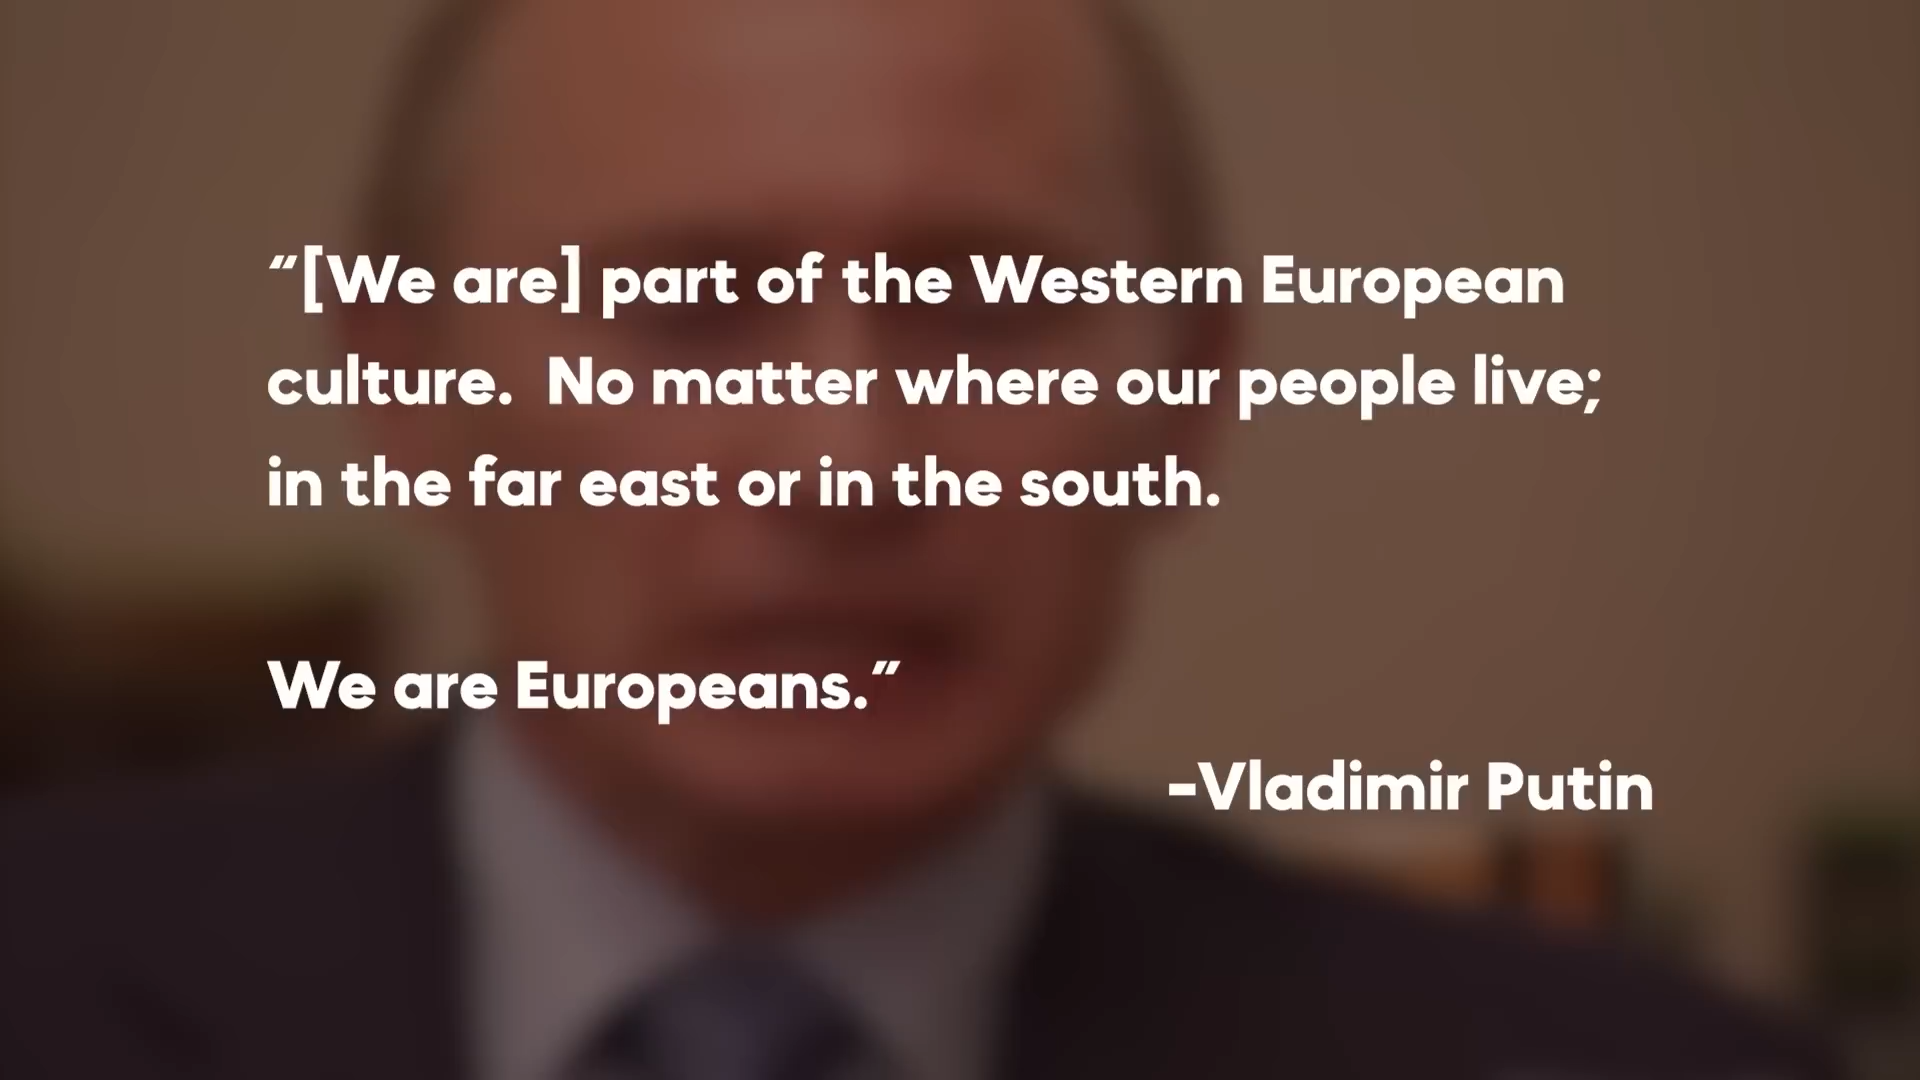 “[We are] part of the Western European
culture.  No matter where our people live;
in the far east or in the south.
We are Europeans.”
-Vladimir Putin